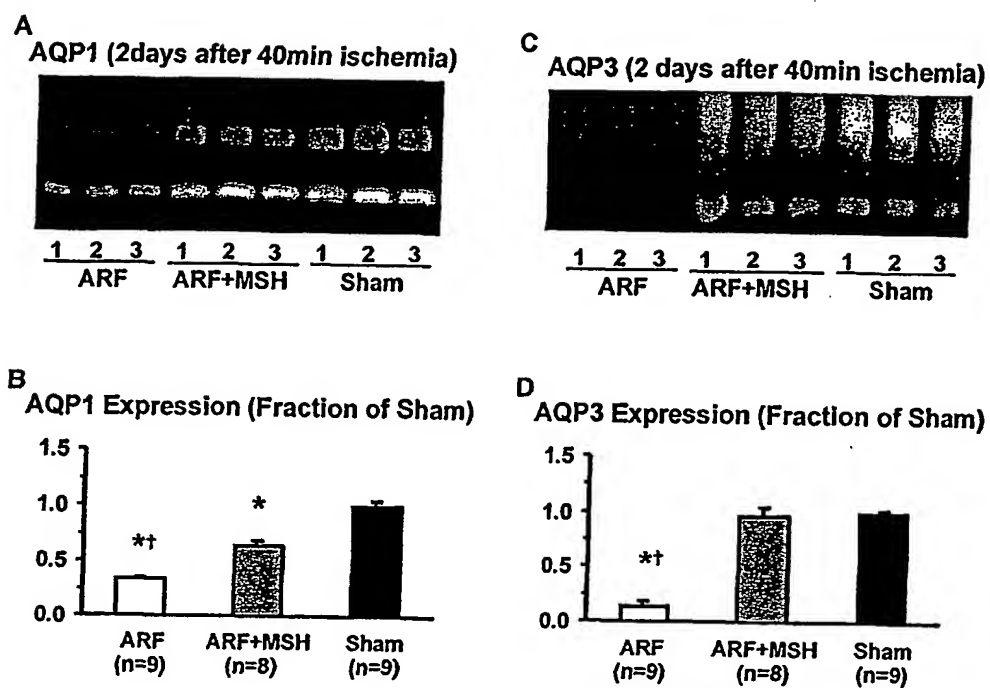 A
AQP1 (2days after 40min ischemia)
1 2 3 1 2 3 1 2 3
ARF ARF+MSH Sham
C
AQP3 (2 days after 40min ischemia)
1 2 3 1 2 3 1 2 3
ARF ARF+MSH Sham
B
AQP1 Expression (Fraction of Sham)
1.5
1.0
0.5
0.0
*†
*
ARF ARF+MSH Sham
(n=9) (n=8) (n=9)
D
AQP3 Expression (Fraction of Sham)
1.5
1.0
0.5
0.0
*†
ARF ARF+MSH Sham
(n=9) (n=8) (n=9)